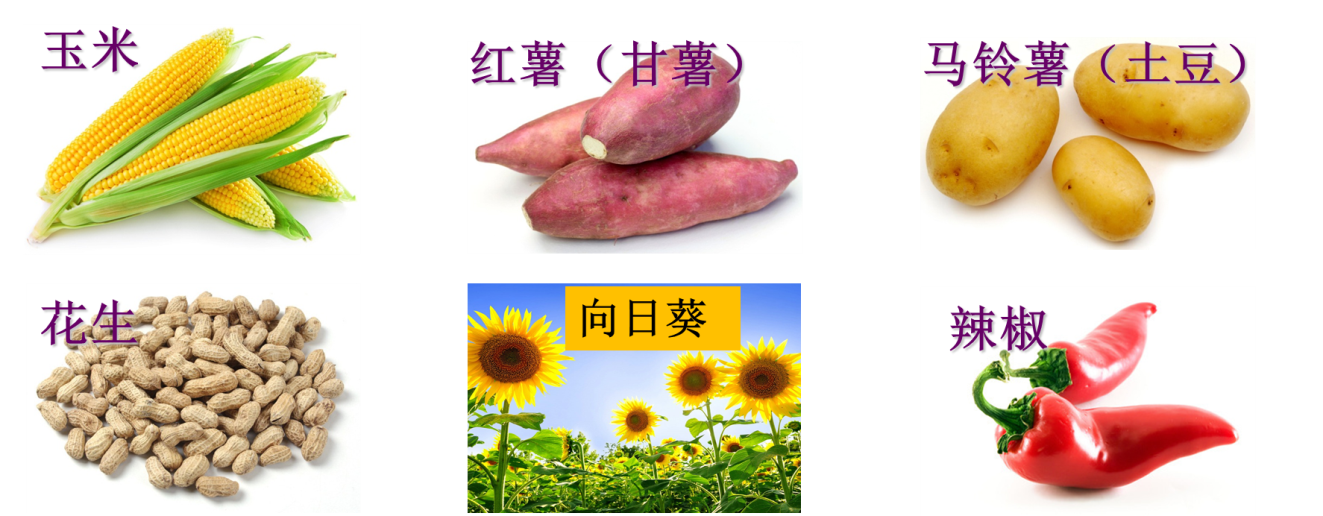 玉米
红薯（甘薯）
马铃薯（土豆）
花生
向日葵
辣椒